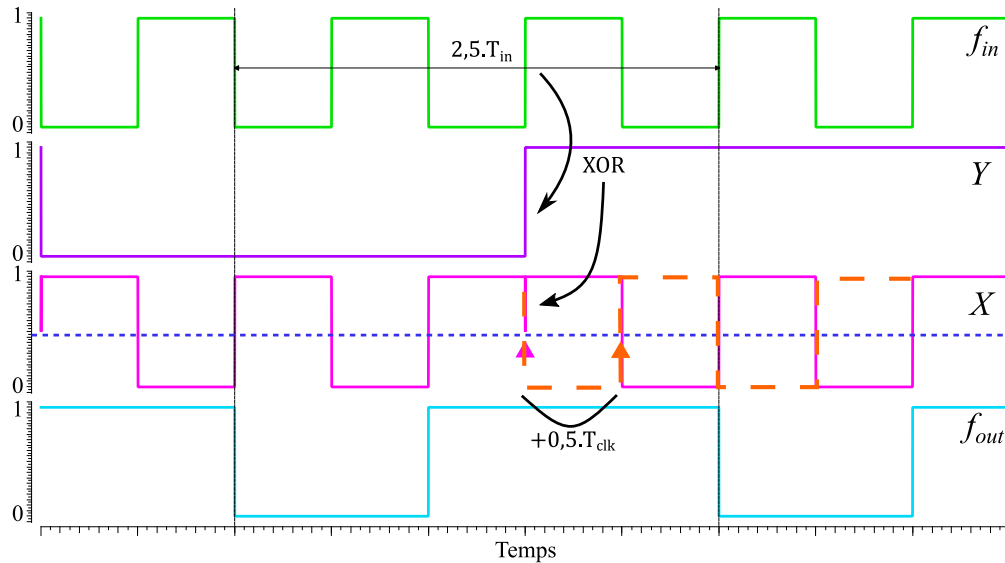 1
f_in
2,5.T_in
0
1
XOR
Y
0
1
X
0
1
f_out
+0,5.T_clk
0
Temps